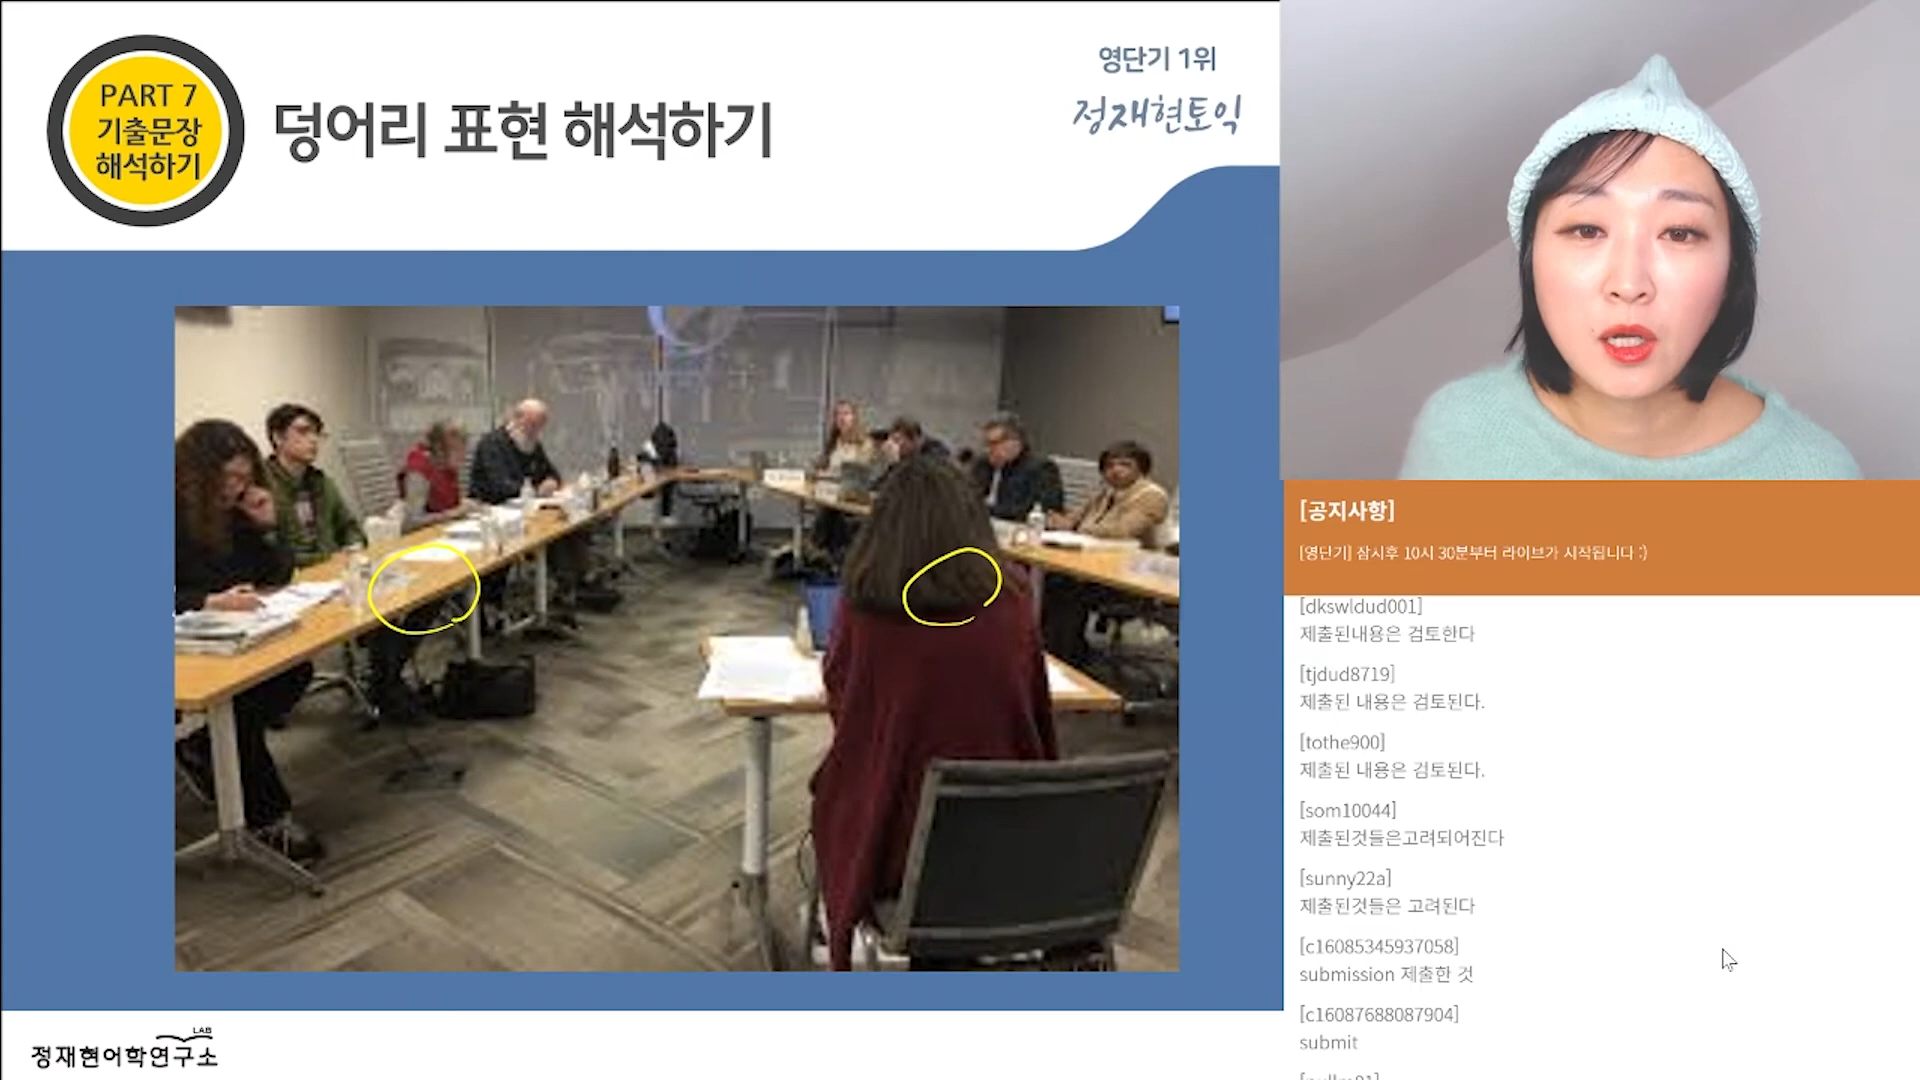 PART 7
기출문장
해석하기
덩어리 표현 해석하기
영단기 1위
정재현토익
[공지사항]
[영단기] 잠시후 10시 30분부터 라이브가 시작됩니다 :)
[dkswldud001]
제출된내용은 검토한다
[tjdud8719]
제출된 내용은 검토된다.
[tothe900]
제출된 내용은 검토된다.
[som10044]
제출된것들은고려되어진다
[sunny22a]
제출된것들은 고려된다
[c16085345937058]
submission 제출한 것
[c16087688087904]
submit
LAB
정재현어학연구소